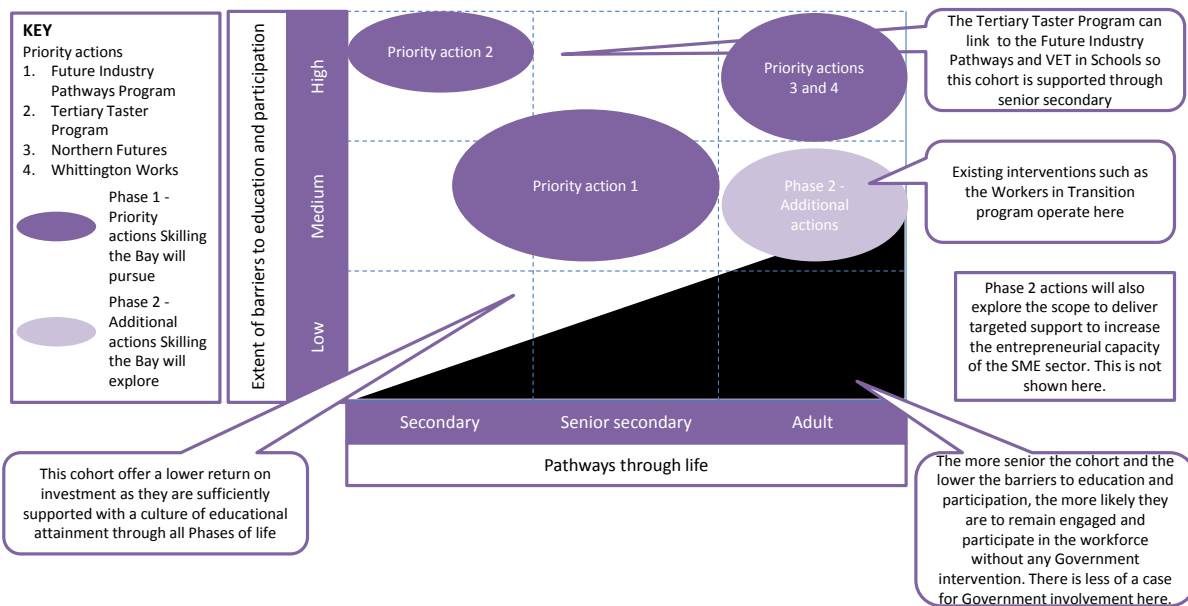 KEY
Priority actions
1. Future Industry
Pathways Program
2. Tertiary Taster
Program
3. Northern Futures
4. Whittington Works
Phase 1 -
Priority
actions Skilling
the Bay will
pursue
Phase 2 -
Additional
actions Skilling
the Bay will
explore
Extent of barriers to education and participation
High
Medium
Low
Priority action 2
Priority actions
3 and 4
Priority action 1
Phase 2 -
Additional
actions
Secondary
Senior secondary
Adult
Pathways through life
The Tertiary Taster Program can
link to the Future Industry
Pathways and VET in Schools so
this cohort is supported through
senior secondary
Existing interventions such as
the Workers in Transition
program operate here
Phase 2 actions will also
explore the scope to deliver
targeted support to increase
the entrepreneurial capacity
of the SME sector. This is not
shown here.
This cohort offer a lower return on
investment as they are sufficiently
supported with a culture of educational
attainment through all Phases of life
The more senior the cohort and the
lower the barriers to education and
participation, the more likely they
are to remain engaged and
participate in the workforce
without any Government
intervention. There is less of a case
for Government involvement here.